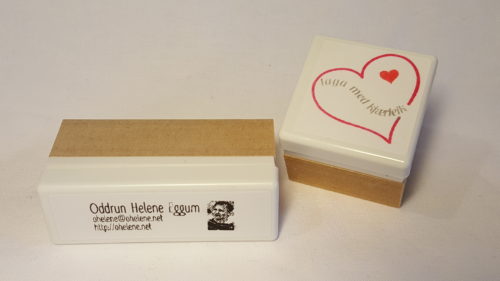 Laga med kjærleik
Oddrun Helene Eggum
ohelene@ohelene.net
http://ohelene.net